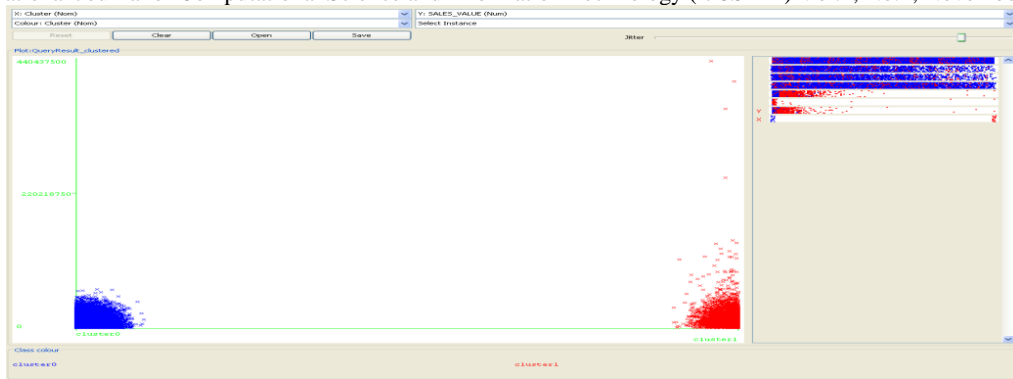 X: Cluster (Nom)
Y: SALES_VALUE (Num)
Colour: Cluster (Nom)
Select Instance
Reset
Clear
Open
Save
Jitter
Plot:QueryResult_clustered
440437500
220218750
0
cluster0
cluster1
Y
X
Class colour
cluster0
cluster1